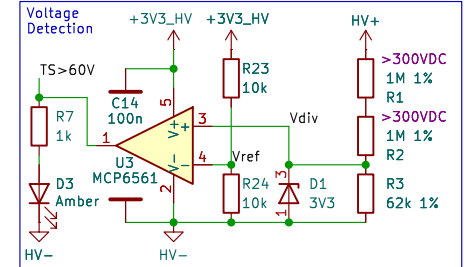 Voltage
Detection
+3V3_HV
+3V3_HV
HV+
>300VDC
1M 1%
R1
TS>60V
R23
10k
C14
100n
5
R7
1k
1
V+
+
3
Vdiv
>300VDC
1M 1%
R2
V-
-
4
Vref
U3
MCP6561
2
D3
Amber
R24
10k
3
D1
3V3
1
R3
62k 1%
HV-
HV-